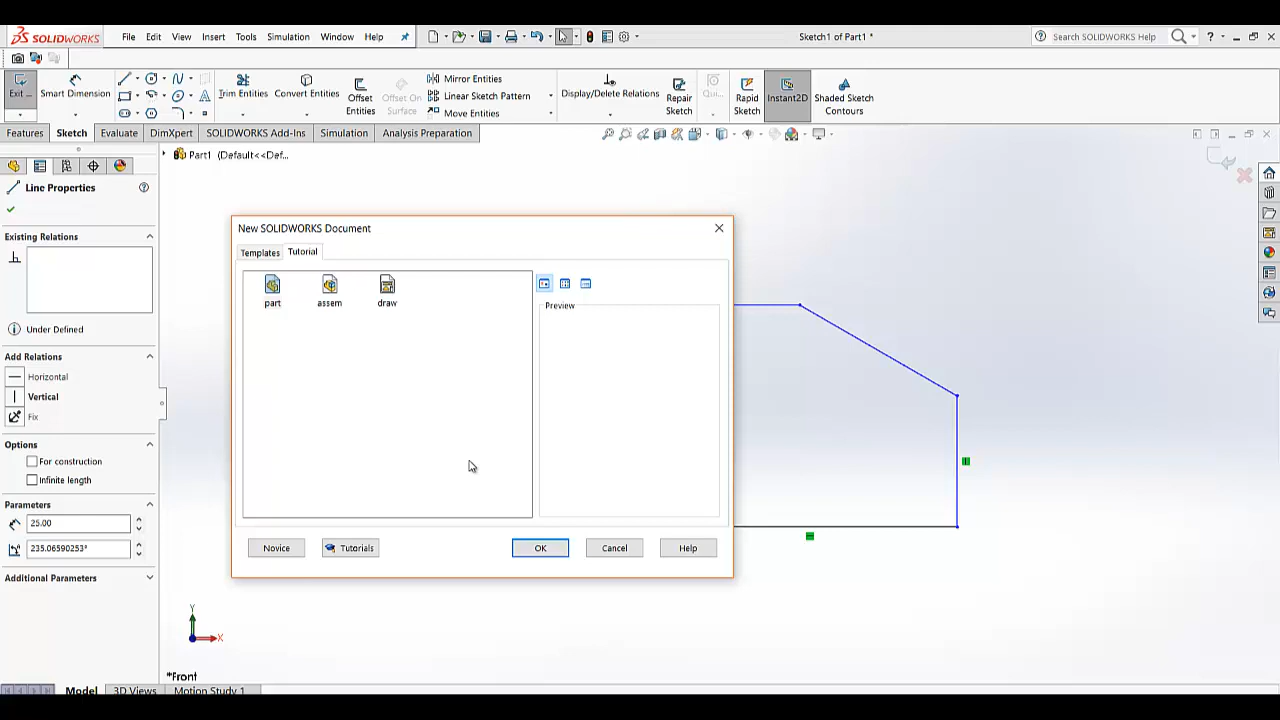 SOLIDWORKS File Edit View Insert Tools Simulation Window Help Sketch1 of Part1 * Search SOLIDWORKS Help ?
Exit ... Smart Dimension Trim Entities Convert Entities Offset Entities Offset On Surface Mirror Entities Linear Sketch Pattern Move Entities Display/Delete Relations Repair Sketch Qui... Rapid Sketch Instant2D Shaded Sketch Contours
Features Sketch Evaluate DimXpert SOLIDWORKS Add-Ins Simulation Analysis Preparation
Part1 (Default<<Def...
Line Properties
Existing Relations
Under Defined
Add Relations
Horizontal
Vertical
Fix
Options
For construction
Infinite length
Parameters
25.00
235.06590253°
Additional Parameters
New SOLIDWORKS Document
Templates Tutorial
part assem draw
Preview
Novice Tutorials OK Cancel Help
Y
X
*Front
Model 3D Views Motion Study 1